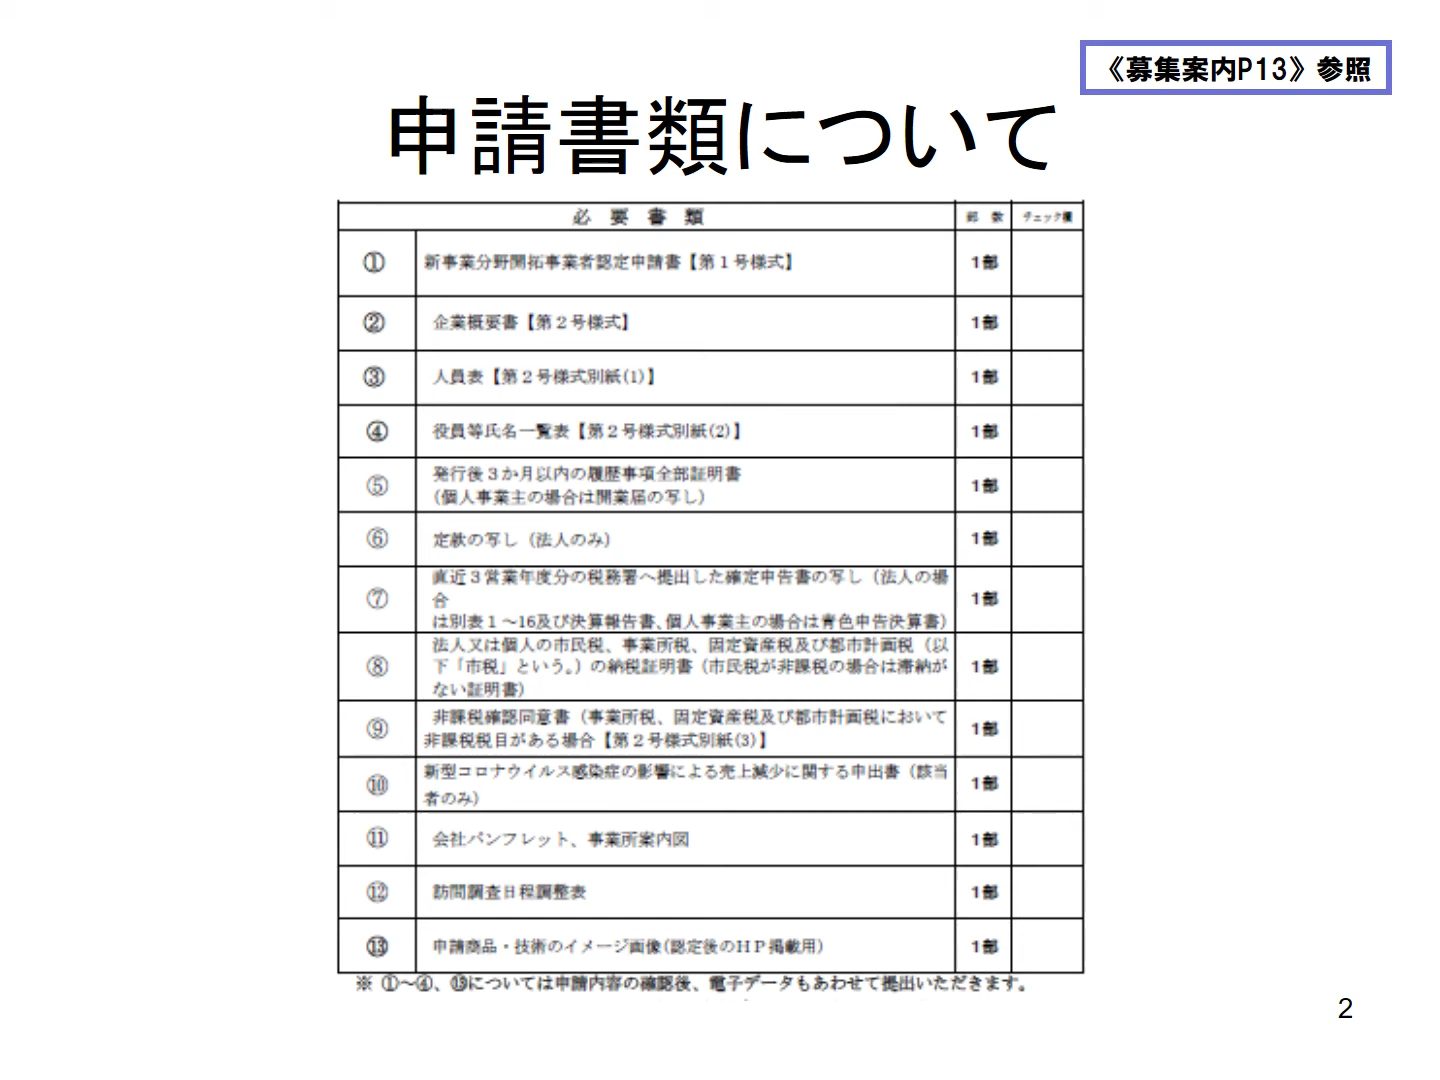 《募集案内P13》参照
申請書類について
必要書類 部数 チェック欄
① 新事業分野開拓事業者認定申請書【第１号様式】 1部
② 企業概要書【第２号様式】 1部
③ 人員表【第２号様式別紙(1)】 1部
④ 役員等氏名一覧表【第２号様式別紙(2)】 1部
⑤ 発行後３か月以内の履歴事項全部証明書
（個人事業主の場合は開業届の写し） 1部
⑥ 定款の写し（法人のみ） 1部
⑦ 直近３営業年度分の税務署へ提出した確定申告書の写し（法人の場
合
は別表１～16及び決算報告書、個人事業主の場合は青色申告決算書） 1部
⑧ 法人又は個人の市民税、事業所税、固定資産税及び都市計画税（以
下「市税」という。）の納税証明書（市民税が非課税の場合は滞納が 1部
ない証明書）
⑨ 非課税確認同意書（事業所税、固定資産税及び都市計画税において
非課税税目がある場合【第２号様式別紙(3)】 1部
⑩ 新型コロナウイルス感染症の影響による売上減少に関する申出書（該当
者のみ） 1部
⑪ 会社パンフレット、事業所案内図 1部
⑫ 訪問調査日程調整表 1部
⑬ 申請商品・技術のイメージ画像(認定後のＨＰ掲載用) 1部
※ ①～④、⑬については申請内容の確認後、電子データもあわせて提出いただきます。
2